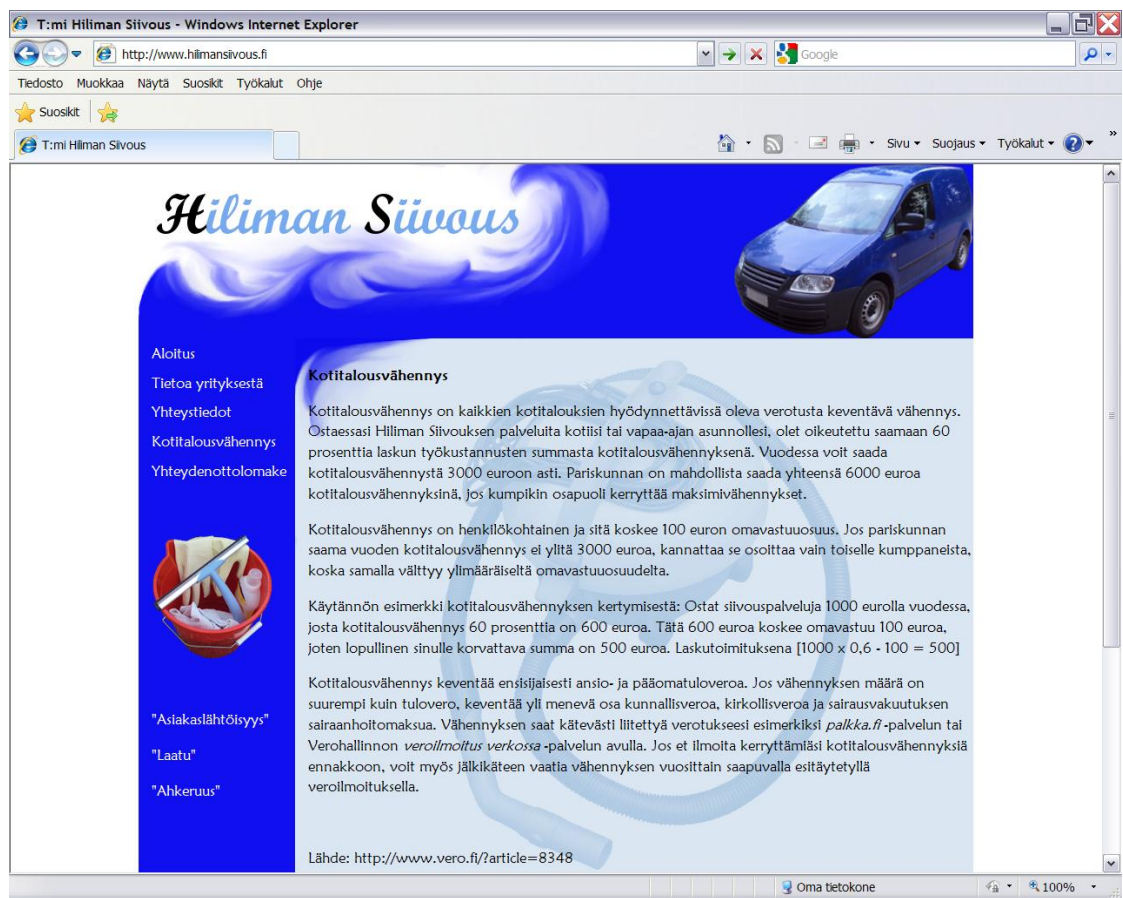 T:mi Hiliman Siivous - Windows Internet Explorer
http://www.hilimansiivous.fi
Google
Tiedosto Muokkaa Näytä Suosikit Työkalut Ohje
Suosikit
T:mi Hiliman Siivous
Sivu Suojaus Työkalut »
Hiliman Siivous
Aloitus
Tietoa yrityksestä
Yhteystiedot
Kotitalousvähennys
Yhteydenottolomake
"Asiakaslähtöisyys"
"Laatu"
"Ahkeruus"
Kotitalousvähennys
Kotitalousvähennys on kaikkien kotitalouksien hyödynnettävissä oleva verotusta keventävä vähennys.
Ostaessasi Hiliman Siivouksen palveluita kotiisi tai vapaa-ajan asunnollesi, olet oikeutettu saamaan 60
prosenttia laskun työkustannusten summasta kotitalousvähennyksenä. Vuodessa voit saada
kotitalousvähennystä 3000 euroon asti. Pariskunnan on mahdollista saada yhteensä 6000 euroa
kotitalousvähennyksinä, jos kumpikin osapuoli kerryttää maksimivähennykset.
Kotitalousvähennys on henkilökohtainen ja sitä koskee 100 euron omavastuuosuus. Jos pariskunnan
saama vuoden kotitalousvähennys ei ylitä 3000 euroa, kannattaa se osoittaa vain toiselle kumppaneista,
koska samalla välttyy ylimääräiseltä omavastuuosuudelta.
Käytännön esimerkki kotitalousvähennyksen kertymisestä: Ostat siivouspalveluja 1000 eurolla vuodessa,
josta kotitalousvähennys 60 prosenttia on 600 euroa. Tätä 600 euroa koskee omavastuu 100 euroa,
joten lopullinen sinulle korvattava summa on 500 euroa. Laskutoimituksena [1000 x 0,6 - 100 = 500]
Kotitalousvähennys keventää ensisijaisesti ansio- ja pääomatuloveroa. Jos vähennyksen määrä on
suurempi kuin tulovero, keventää yli menevä osa kunnallisveroa, kirkollisveroa ja sairausvakuutuksen
sairaanhoitomaksua. Vähennyksen saat kätevästi liitettyä verotukseesi esimerkiksi palkka.fi -palvelun tai
Verohallinnon veroilmoitus verkossa -palvelun avulla. Jos et ilmoita kerryttämiäsi kotitalousvähennyksiä
ennakkoon, voit myös jälkikäteen vaatia vähennyksen vuosittain saapuvalla esitäytetyllä
veroilmoituksella.
Lähde: http://www.vero.fi/?article=8348
Oma tietokone 100%